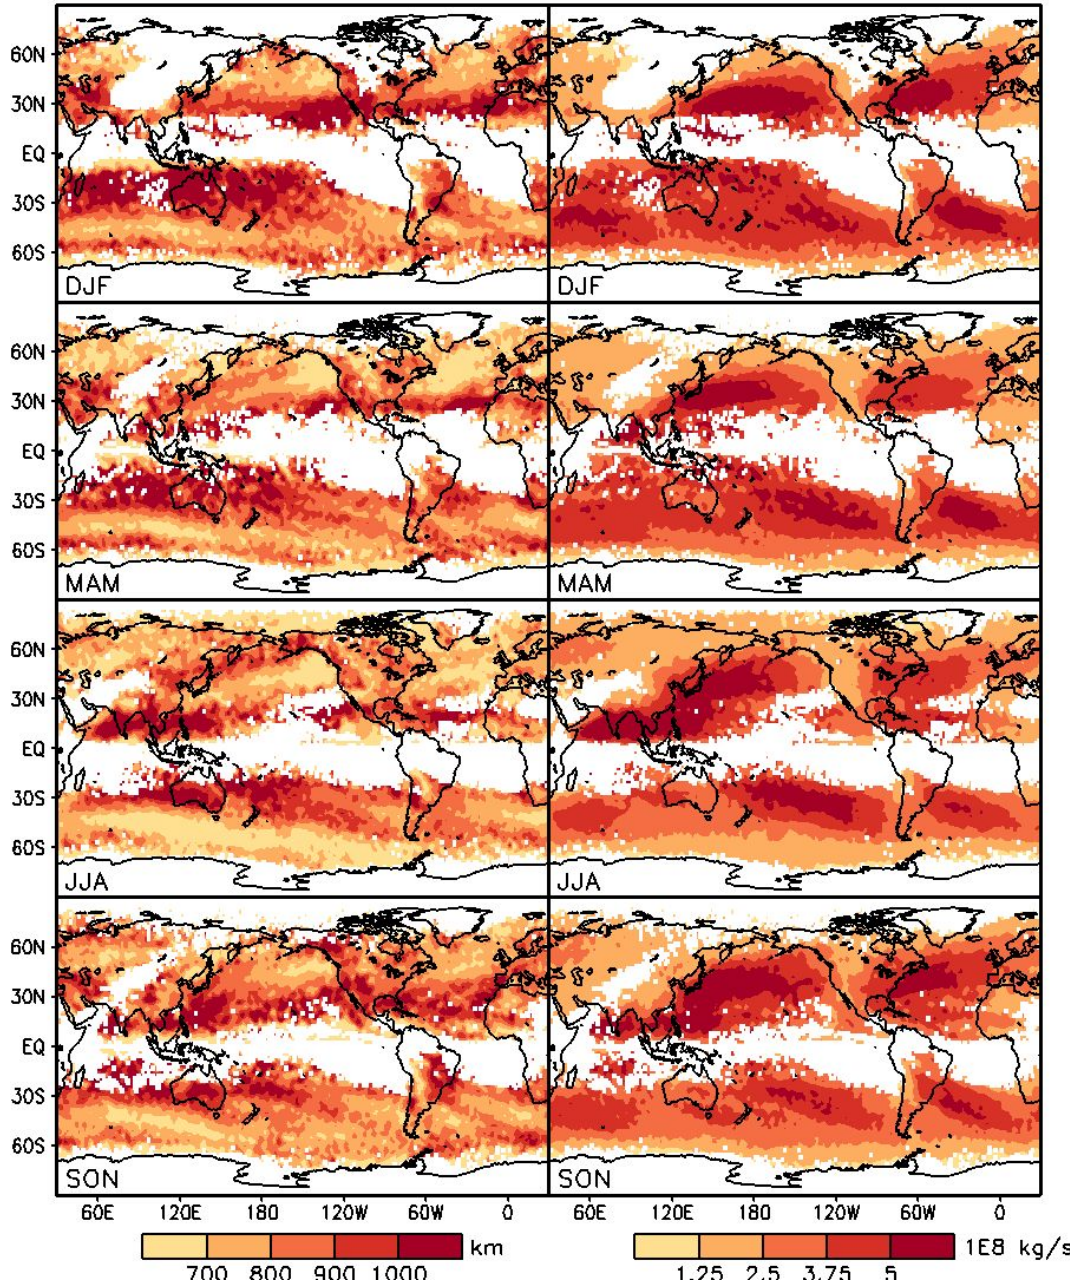 60N
30N
EQ
30S
60S
DJF
DJF
60N
30N
EQ
30S
60S
MAM
MAM
60N
30N
EQ
30S
60S
JJA
JJA
60N
30N
EQ
30S
60S
SON
SON
60E 120E 180 120W 60W 0 60E 120E 180 120W 60W 0
km 1E8 kg/s
700 800 900 1000 1.25 2.5 3.75 5